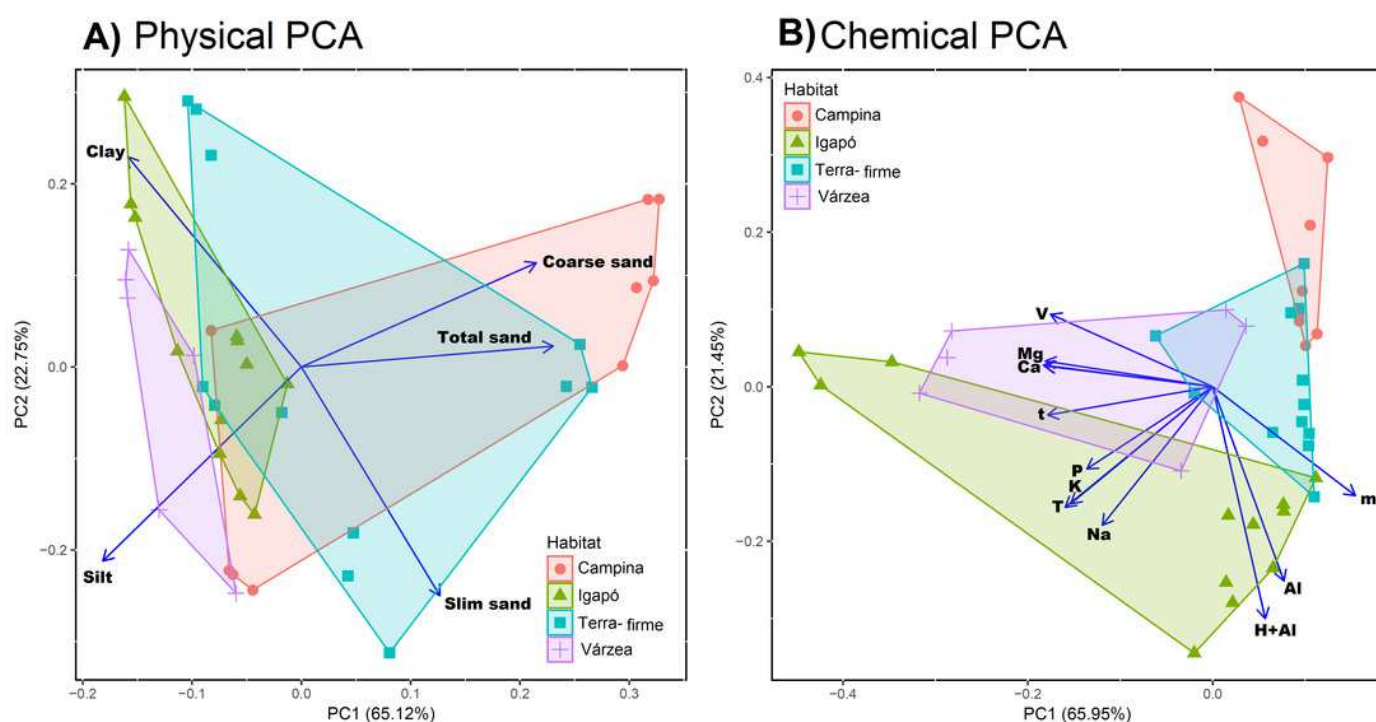 A) Physical PCA
0.2
0.0
−0.2
PC2 (22.75%)
Clay
Coarse sand
Total sand
Silt
Slim sand
Habitat
Campina
Igapó
Terra- firme
Várzea
−0.2
−0.1
0.0
0.1
0.2
0.3
PC1 (65.12%)
B) Chemical PCA
0.4
0.2
0.0
−0.2
PC2 (21.45%)
Habitat
Campina
Igapó
Terra- firme
Várzea
V
Mg
Ca
t
P
K
T
Na
m
Al
H+Al
−0.4
−0.2
0.0
PC1 (65.95%)